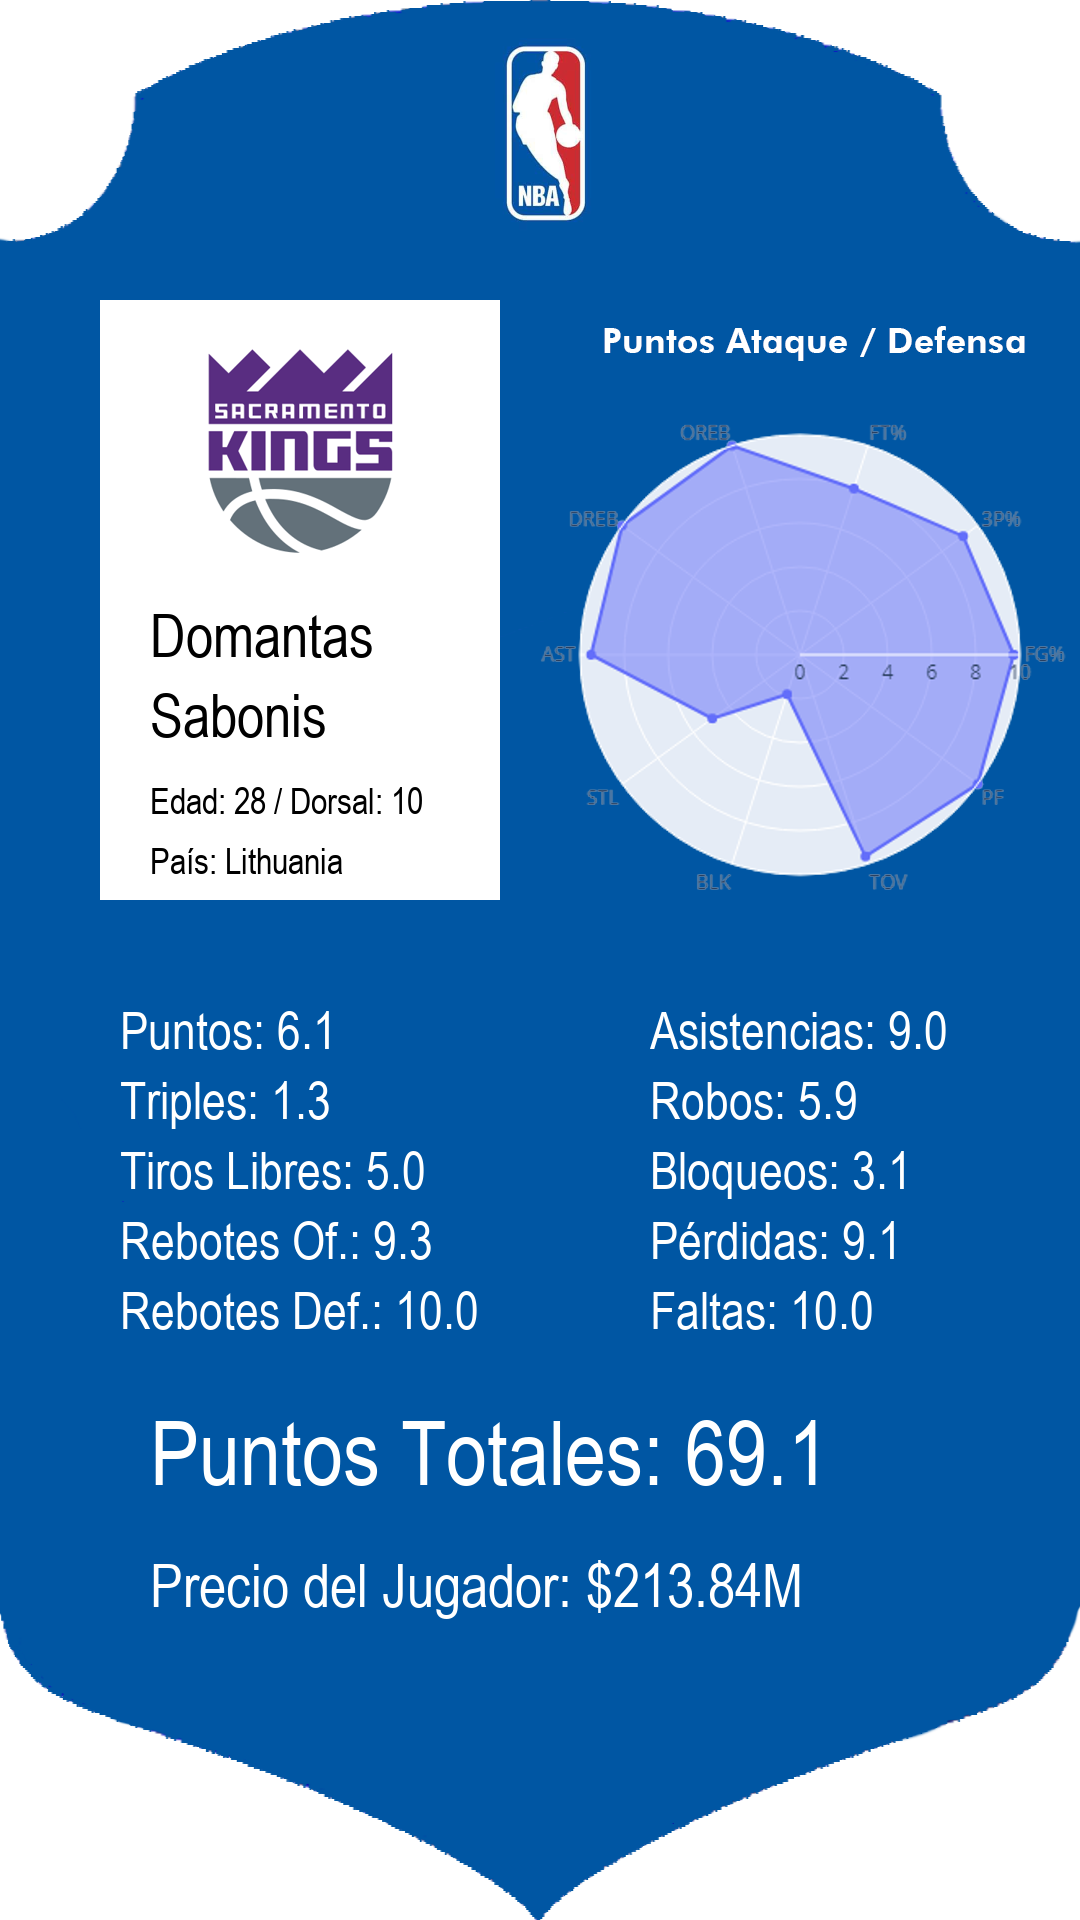 NBA
SACRAMENTO
KINGS
Domantas
Sabonis
Edad: 28 / Dorsal: 10
País: Lithuania
Puntos Ataque / Defensa
OREB
FT%
DREB
3P%
AST
FG%
0 2 4 6 8 10
STL
PF
BLK
TOV
Puntos: 6.1
Triples: 1.3
Tiros Libres: 5.0
Rebotes Of.: 9.3
Rebotes Def.: 10.0
Asistencias: 9.0
Robos: 5.9
Bloqueos: 3.1
Pérdidas: 9.1
Faltas: 10.0
Puntos Totales: 69.1
Precio del Jugador: $213.84M